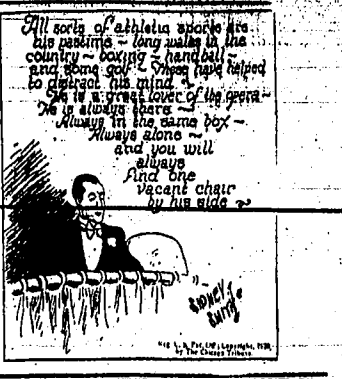 All sorts of athletic sports are
his pastime ~ long walks in the
country ~ boxing ~ handball ~
and some golf ~ These have helped
to distract his mind ~
He is a great lover of the opera ~
He is always there ~
Always in the same box ~
Always alone ~
and you will
always
find one
vacant chair
by his side ~
SIDNEY
SMITH
Reg. U. S. Pat. Off.; Copyright,
by The Chicago Tribune